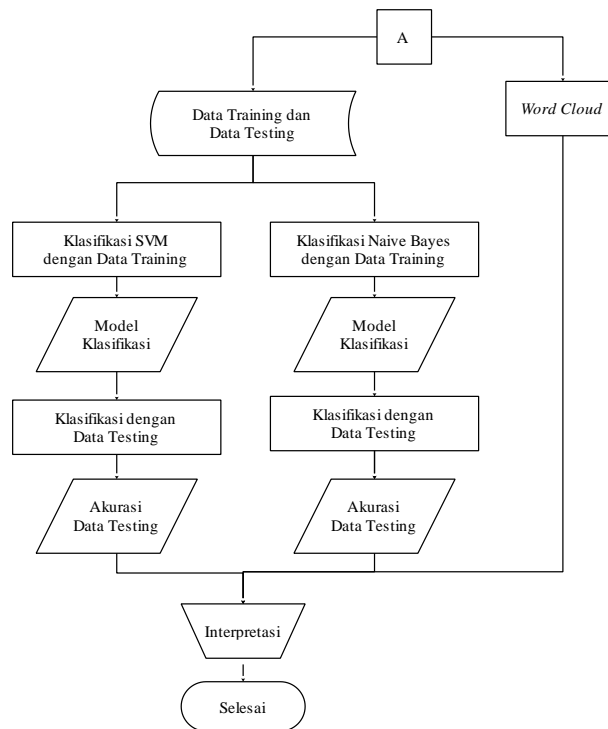 A
Word Cloud
Data Training dan
Data Testing
Klasifikasi SVM
dengan Data Training
Klasifikasi Naive Bayes
dengan Data Training
Model
Klasifikasi
Model
Klasifikasi
Klasifikasi dengan
Data Testing
Klasifikasi dengan
Data Testing
Akurasi
Data Testing
Akurasi
Data Testing
Interpretasi
Selesai